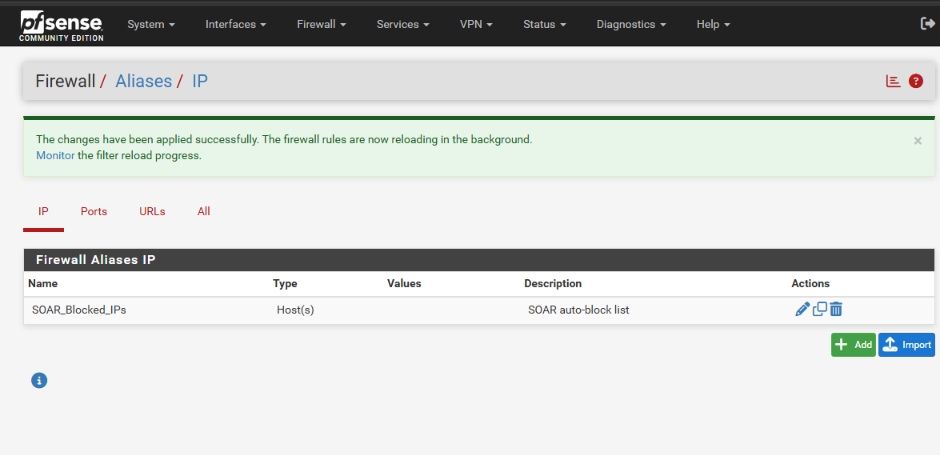 pfsense
COMMUNITY EDITION
System Interfaces Firewall Services VPN Status Diagnostics Help
Firewall / Aliases / IP
The changes have been applied successfully. The firewall rules are now reloading in the background.
Monitor the filter reload progress.
IP Ports URLs All
Firewall Aliases IP
Name Type Values Description Actions
SOAR_Blocked_IPs Host(s) SOAR auto-block list
Add Import